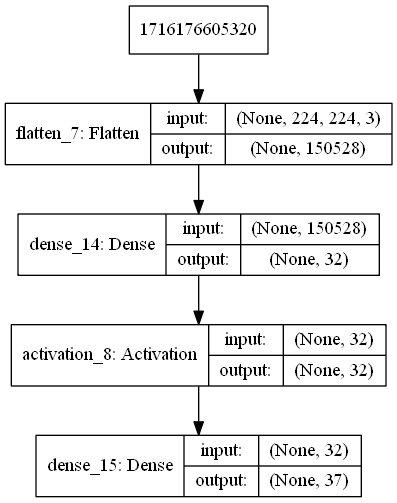 1716176605320
flatten_7: Flatten
input:
(None, 224, 224, 3)
output:
(None, 150528)
dense_14: Dense
input:
(None, 150528)
output:
(None, 32)
activation_8: Activation
input:
(None, 32)
output:
(None, 32)
dense_15: Dense
input:
(None, 32)
output:
(None, 37)